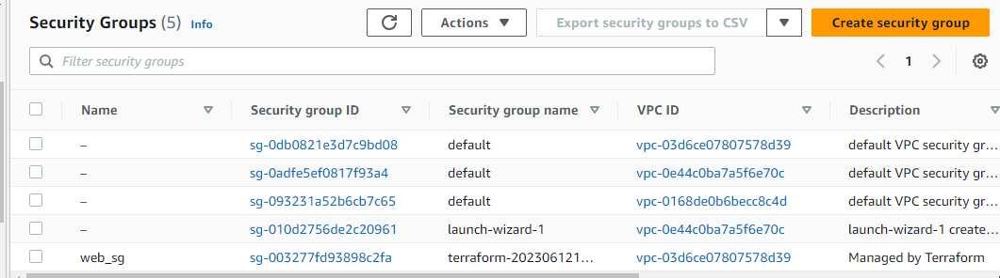 Security Groups (5) Info Actions Export security groups to CSV Create security group
Filter security groups 1
Name Security group ID Security group name VPC ID Description
– sg-0db0821e3d7c9bd08 default vpc-03d6ce07807578d39 default VPC security gr...
– sg-0adfe5ef0817f93a4 default vpc-0e44c0ba7a5f6e70c default VPC security gr...
– sg-093231a52b6cb7c65 default vpc-0168de0b6becc8c4d default VPC security gr...
– sg-010d2756de2c20961 launch-wizard-1 vpc-0e44c0ba7a5f6e70c launch-wizard-1 create...
web_sg sg-003277fd93898c2fa terraform-202306121... vpc-03d6ce07807578d39 Managed by Terraform